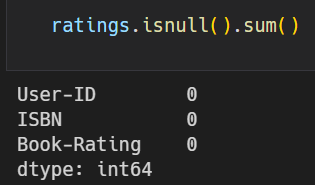 ratings.isnull().sum()
User-ID 0
ISBN 0
Book-Rating 0
dtype: int64